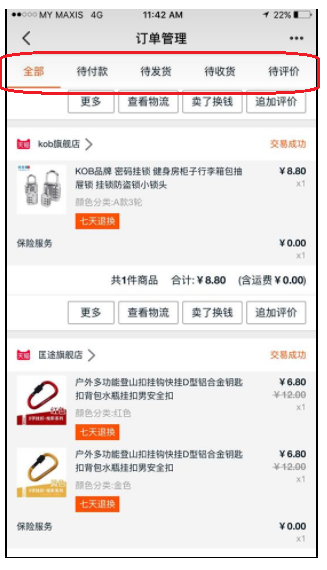 MY MAXIS 4G 11:42 AM 22%
订单管理
全部 待付款 待发货 待收货 待评价
更多 查看物流 卖了换钱 追加评价
kob旗舰店 交易成功
KOB品牌 密码挂锁 健身房柜子行李箱包抽 ¥8.80
屉锁 挂锁防盗锁小锁头 x1
颜色分类:A款3轮
七天退换
保险服务 ¥0.00
x1
共1件商品 合计:¥8.80 (含运费¥0.00)
更多 查看物流 卖了换钱 追加评价
匡途旗舰店 交易成功
户外多功能登山扣挂钩快挂D型铝合金钥匙 ¥6.80
扣背包水瓶挂扣男安全扣 ¥12.00
颜色分类:红色 x1
七天退换
户外多功能登山扣挂钩快挂D型铝合金钥匙 ¥6.80
扣背包水瓶挂扣男安全扣 ¥12.00
颜色分类:金色 x1
七天退换
保险服务 ¥0.00
x1